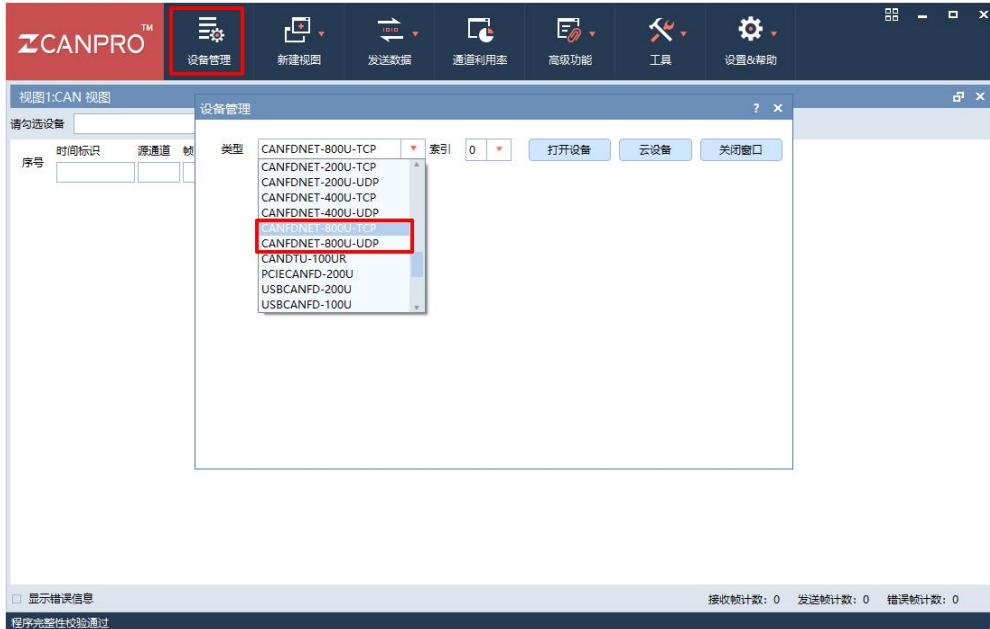 ZCANPRO™
设备管理
新建视图
发送数据
通道利用率
高级功能
工具
设置&帮助
视图1:CAN 视图
请勾选设备
序号
时间标识
源通道
帧
设备管理
类型
CANFDNET-800U-TCP
索引
0
打开设备
云设备
关闭窗口
CANFDNET-200U-TCP
CANFDNET-200U-UDP
CANFDNET-400U-TCP
CANFDNET-400U-UDP
CANFDNET-800U-TCP
CANFDNET-800U-UDP
CANDTU-100UR
PCIECANFD-200U
USBCANFD-200U
USBCANFD-100U
显示错误信息
接收帧计数: 0
发送帧计数: 0
错误帧计数: 0
程序完整性校验通过